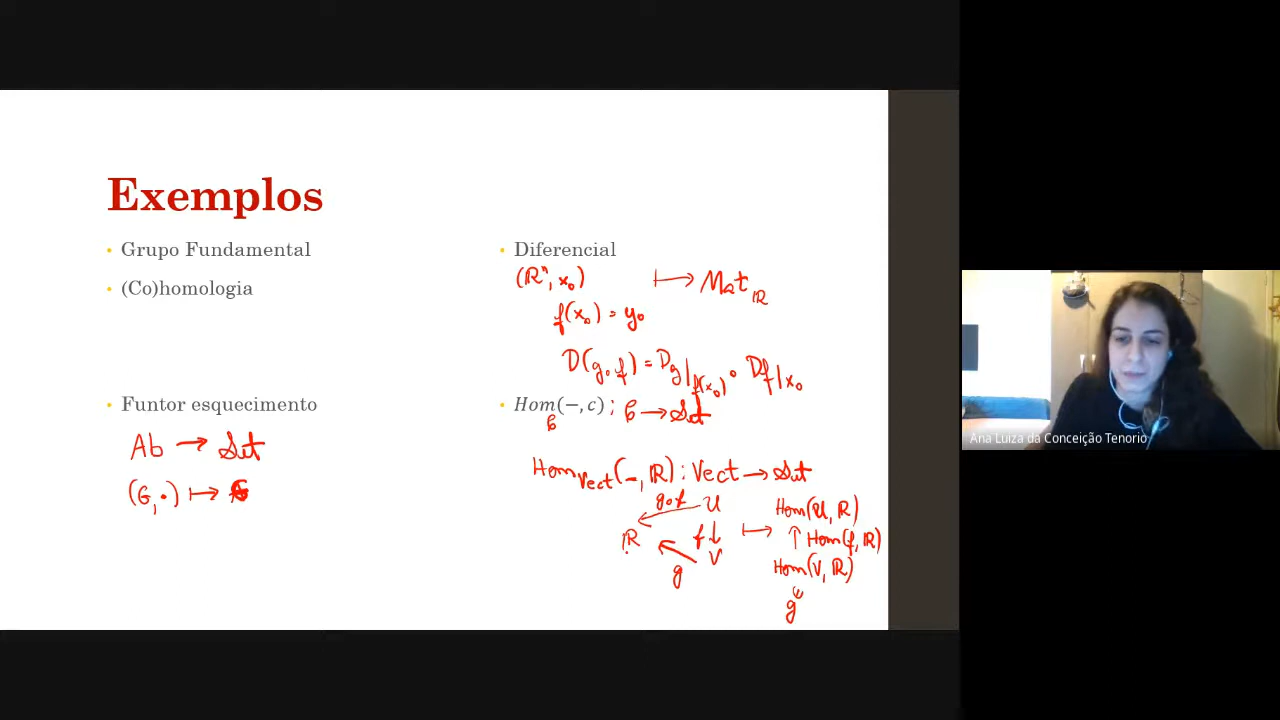 Exemplos
• Grupo Fundamental
• (Co)homologia
• Funtor esquecimento
Ab → Set
(G, ·) ↦ G
• Diferencial
(ℝⁿ, x₀) ↦ Mat_ℝ
f(x₀) = y₀
D(g∘f) = Dg|f(x₀) ∘ Df|x₀
• Hom_𝒞(−, c) : 𝒞 → Set
Hom_Vect(−, ℝ) : Vect → Set
g∘f U
ℝ f ↓ ↦
V
g
Hom(U, ℝ)
↑ Hom(f, ℝ)
Hom(V, ℝ)
g
Ana Luiza da Conceição Tenorio